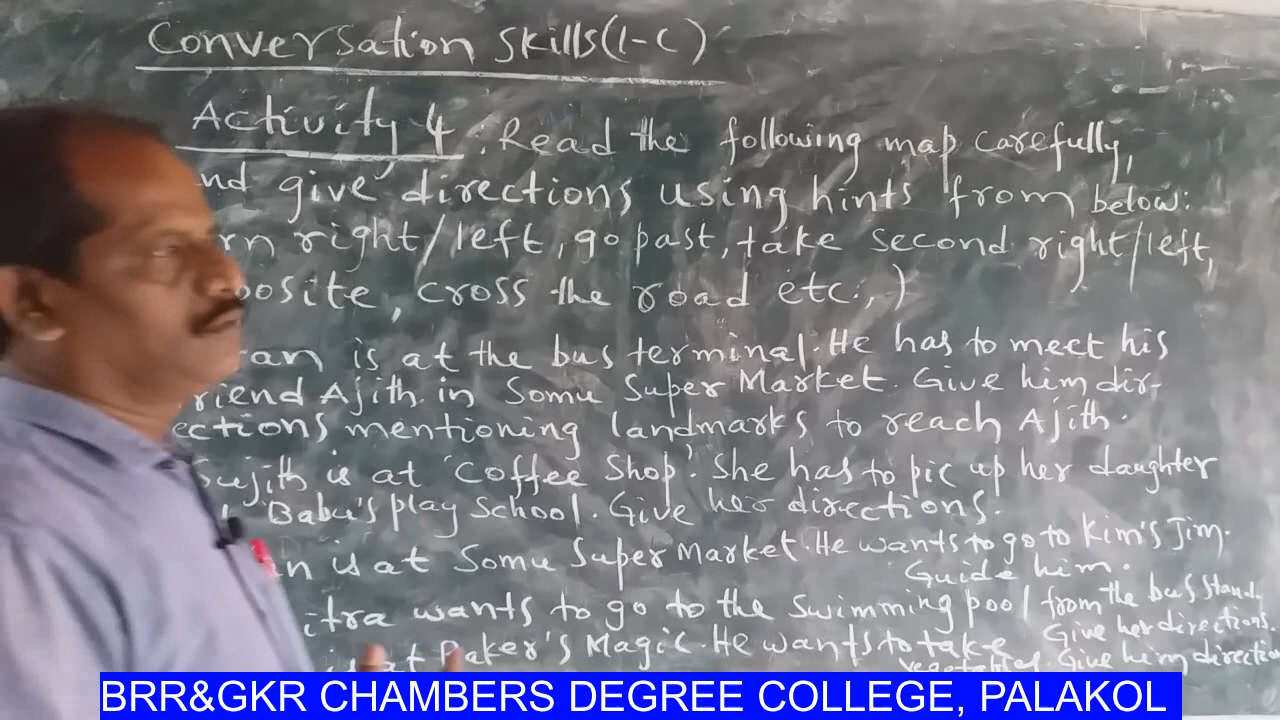 Conversation Skills(1-C)
Activity 4 : Read the following map carefully,
nd give directions using hints from below:
rn right/left, go past, take second right/left,
posite, cross the road etc., )
an is at the bus terminal. He has to meet his
riend Ajith in Somu Super Market. Give him dir-
ections mentioning landmarks to reach Ajith.
Sujith is at 'Coffee Shop'. She has to pic up her daughter
Babu's play School. Give her directions.
n is at Somu Super Market. He wants to go to Kim's Jim.
Guide him.
itra wants to go to the Swimming pool from the bus stand.
Give her directions.
is at Baker's Magic. He wants to take
vegetables. Give him direction
BRR&GKR CHAMBERS DEGREE COLLEGE, PALAKOL